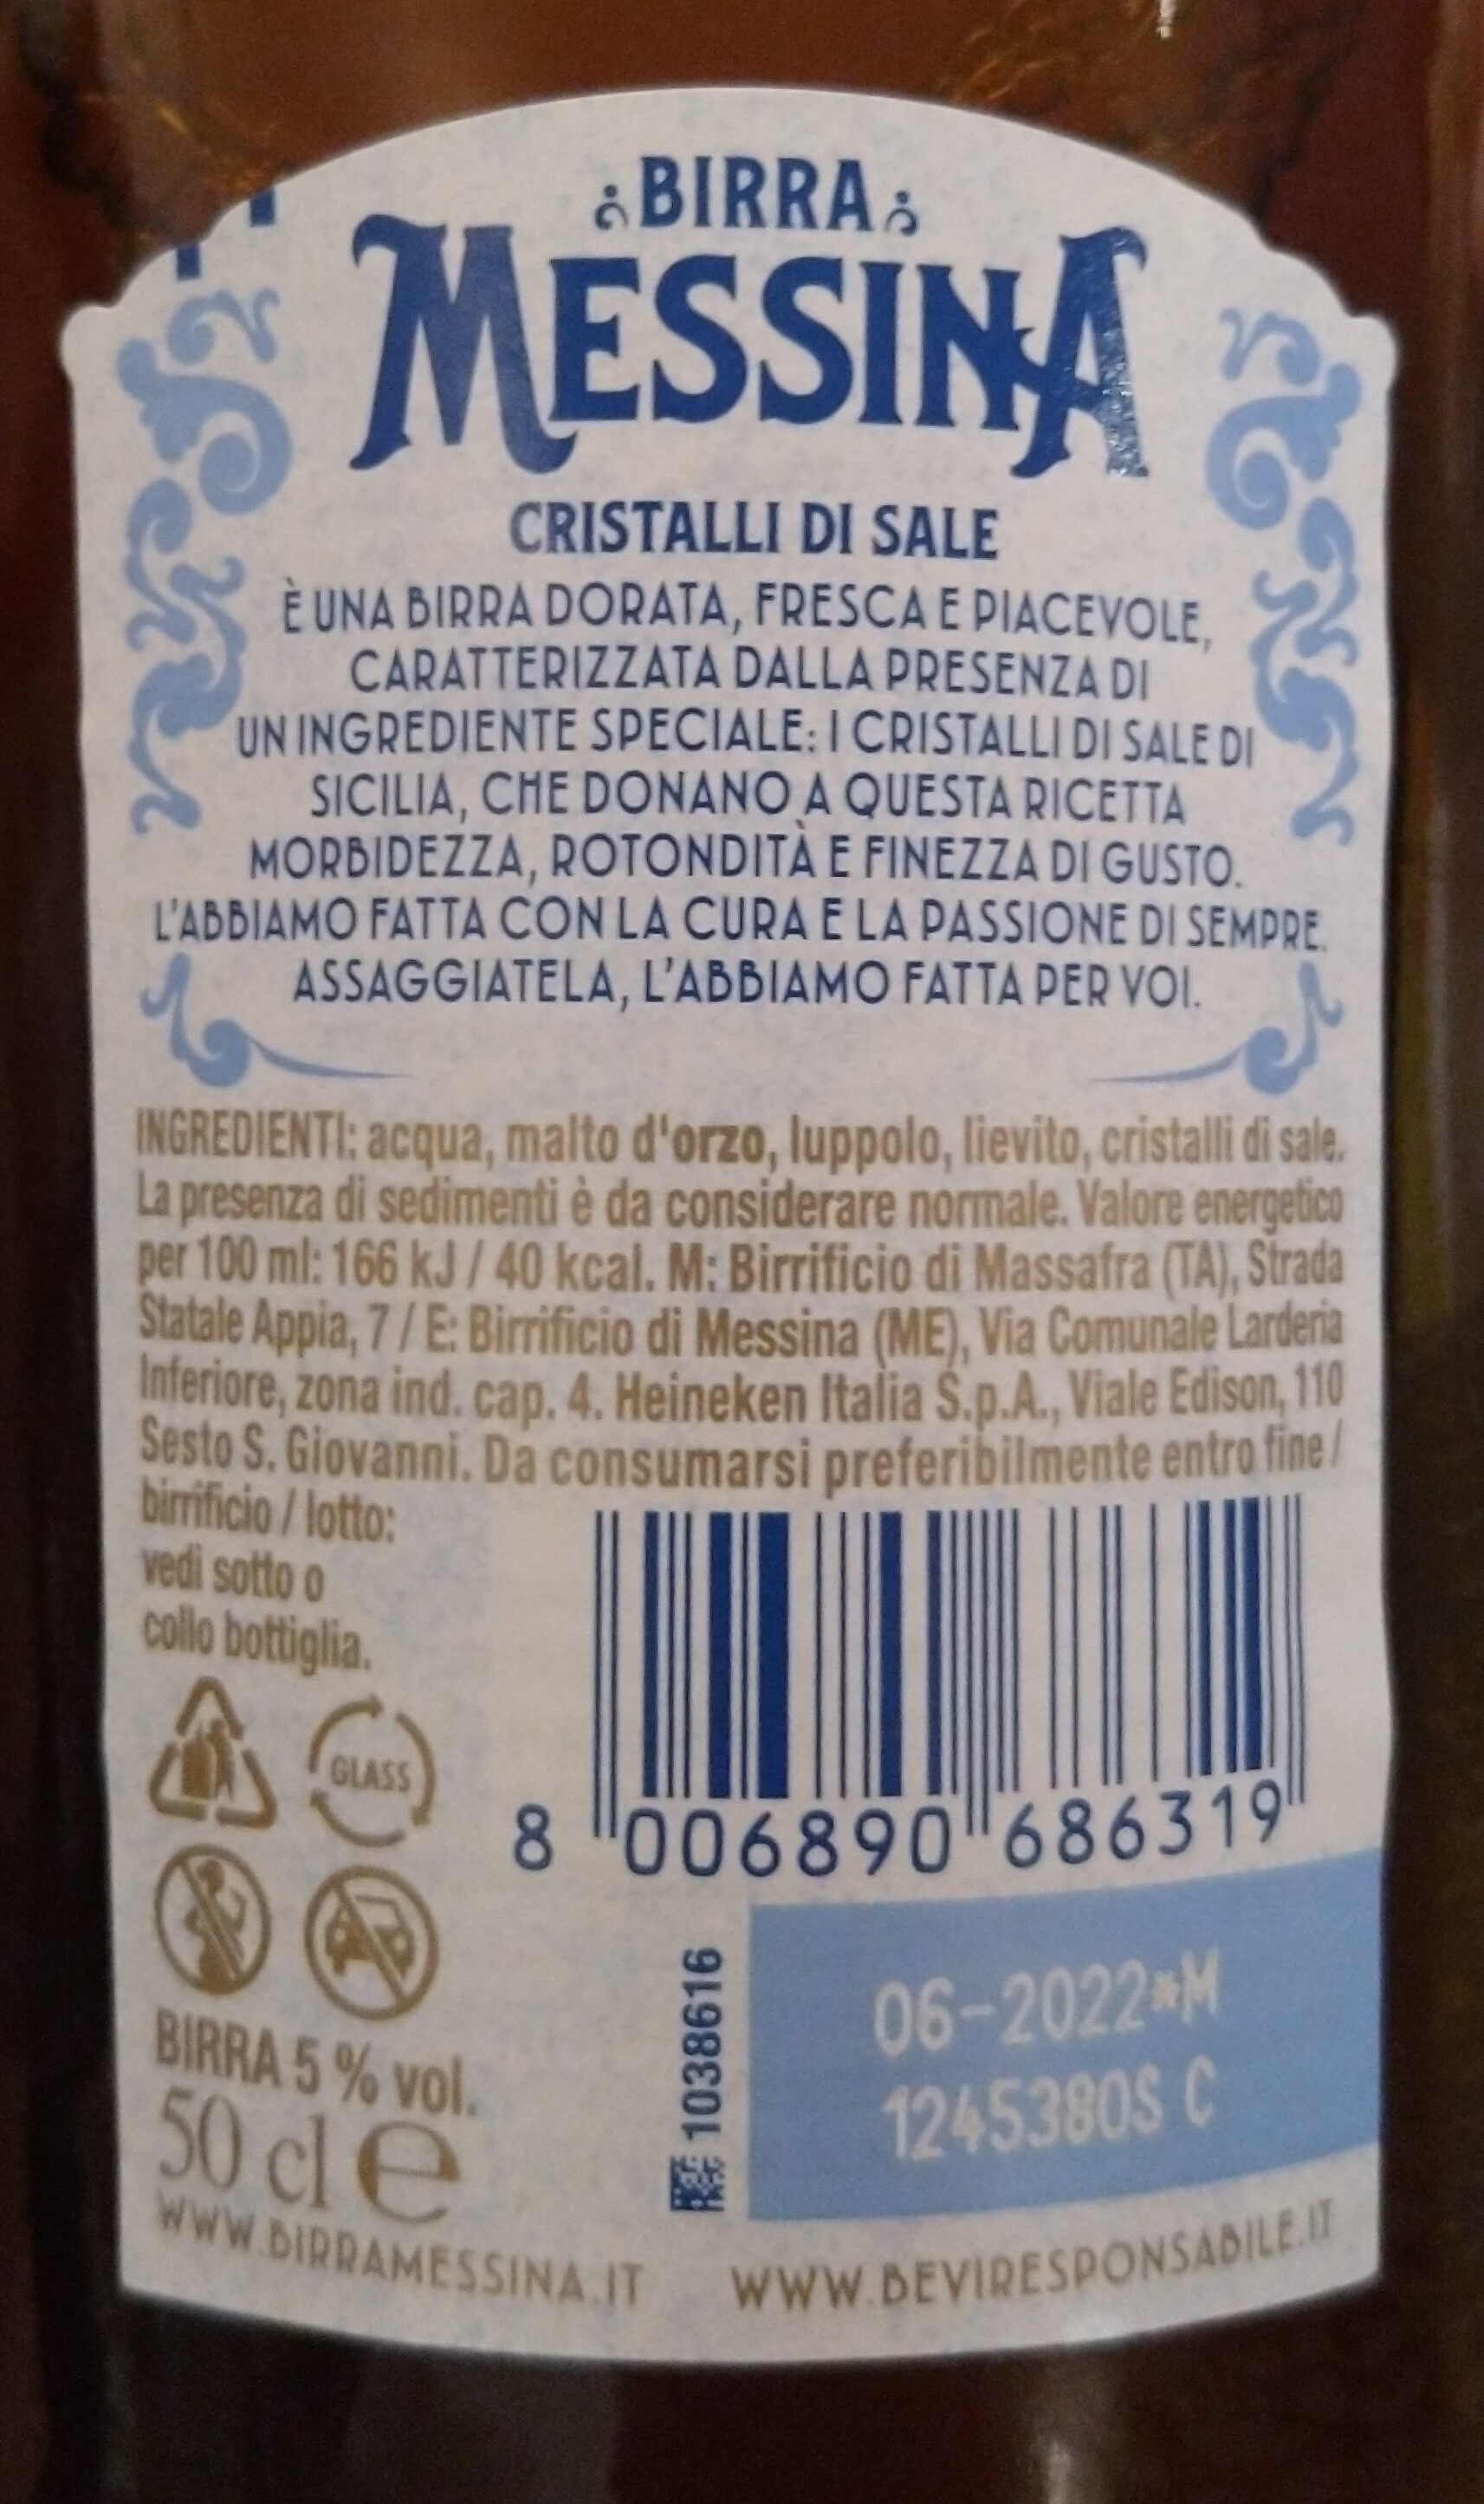 BIRRA
MESSINA
CRISTALLI DI SALE
È UNA BIRRA DORATA, FRESCA E PIACEVOLE,
CARATTERIZZATA DALLA PRESENZA DI
UN INGREDIENTE SPECIALE: I CRISTALLI DI SALE DI
SICILIA, CHE DONANO A QUESTA RICETTA
MORBIDEZZA, ROTONDITÀ E FINEZZA DI GUSTO.
L'ABBIAMO FATTA CON LA CURA E LA PASSIONE DI SEMPRE.
ASSAGGIATELA, L'ABBIAMO FATTA PER VOI.
INGREDIENTI: acqua, malto d'orzo, luppolo, lievito, cristalli di sale.
La presenza di sedimenti è da considerare normale. Valore energetico
per 100 ml: 166 kJ / 40 kcal. M: Birrificio di Massafra (TA), Strada
Statale Appia, 7 / E: Birrificio di Messina (ME), Via Comunale Larderia
Inferiore, zona ind. cap. 4. Heineken Italia S.p.A., Viale Edison, 110
Sesto S. Giovanni. Da consumarsi preferibilmente entro fine /
birrificio / lotto:
vedi sotto o
collo bottiglia.
GLASS
8 006890 686319
1038616
06-2022*M
1245380S C
BIRRA 5 % vol.
50 cl e
WWW.BIRRAMESSINA.IT
WWW.BEVIRESPONSABILE.IT